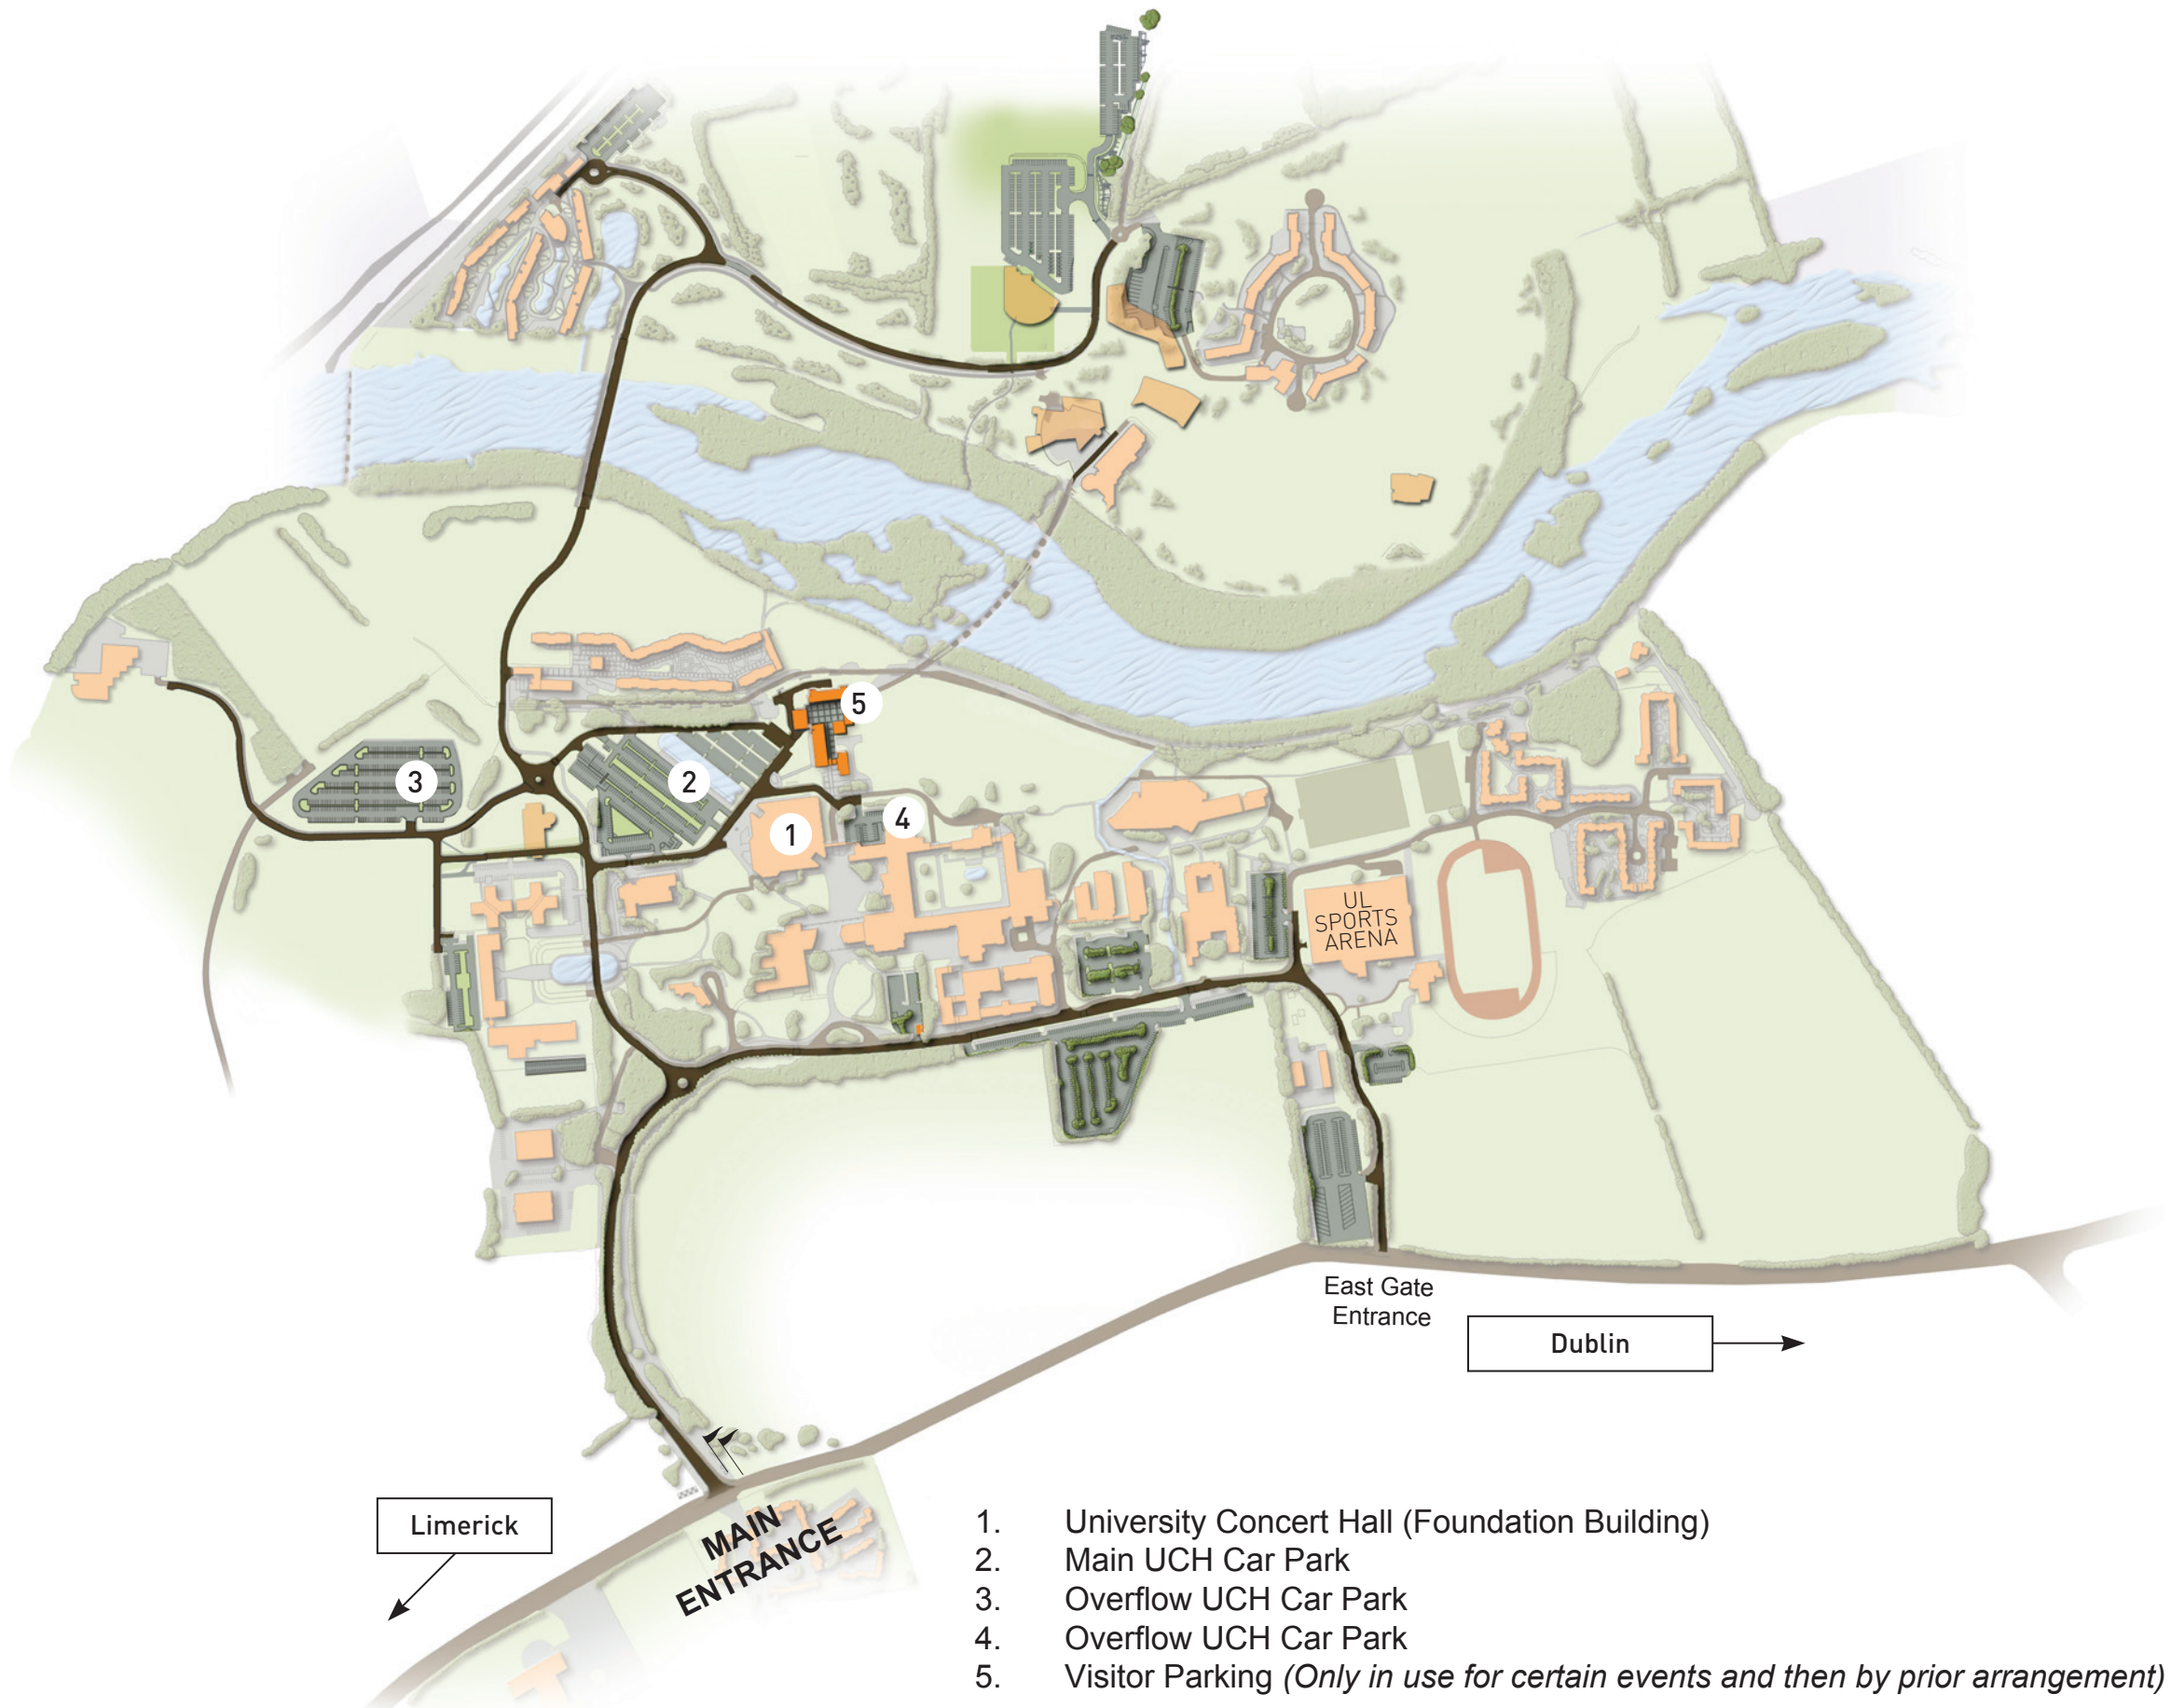 5
2
3
4
1
UL
SPORTS
ARENA
East Gate
Entrance
Dublin
Limerick
MAIN
ENTRANCE
1. University Concert Hall (Foundation Building)
2. Main UCH Car Park
3. Overflow UCH Car Park
4. Overflow UCH Car Park
5. Visitor Parking (Only in use for certain events and then by prior arrangement)